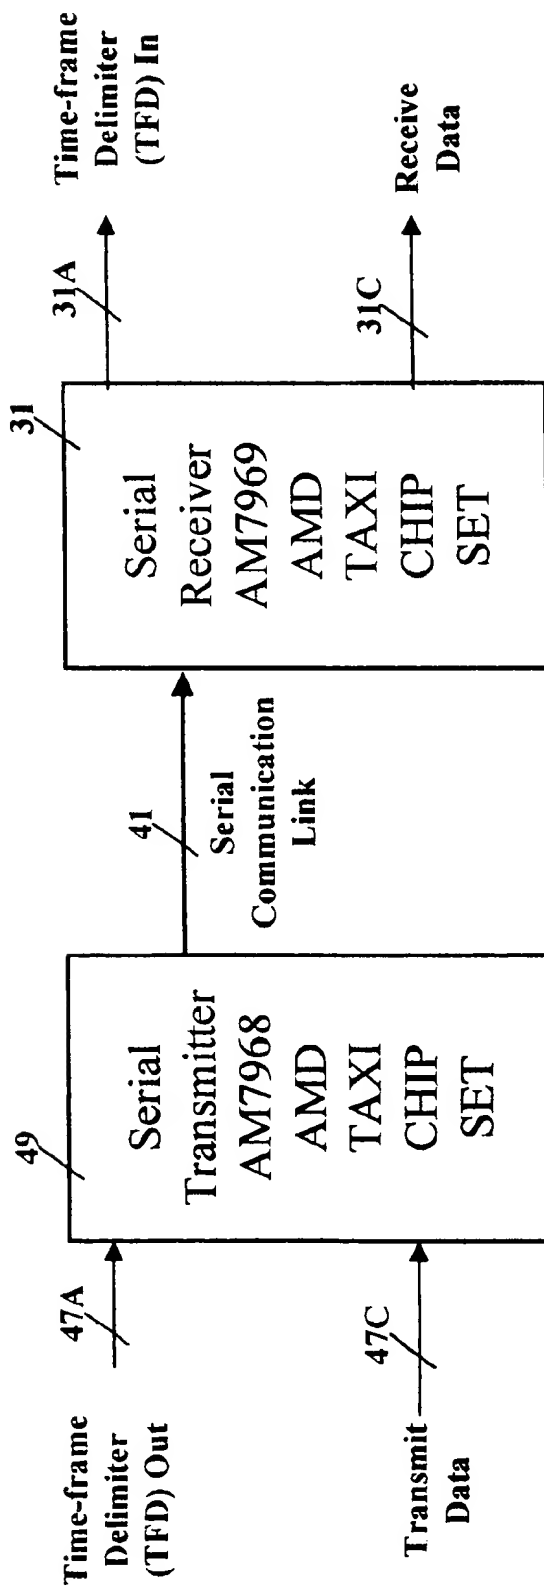 Time-frame
Delimiter
(TFD) Out
47A
Transmit
Data
47C
49
Serial
Transmitter
AM7968
AMD
TAXI
CHIP
SET
41
Serial
Communication
Link
31
Serial
Receiver
AM7969
AMD
TAXI
CHIP
SET
31A
Time-frame
Delimiter
(TFD) In
31C
Receive
Data